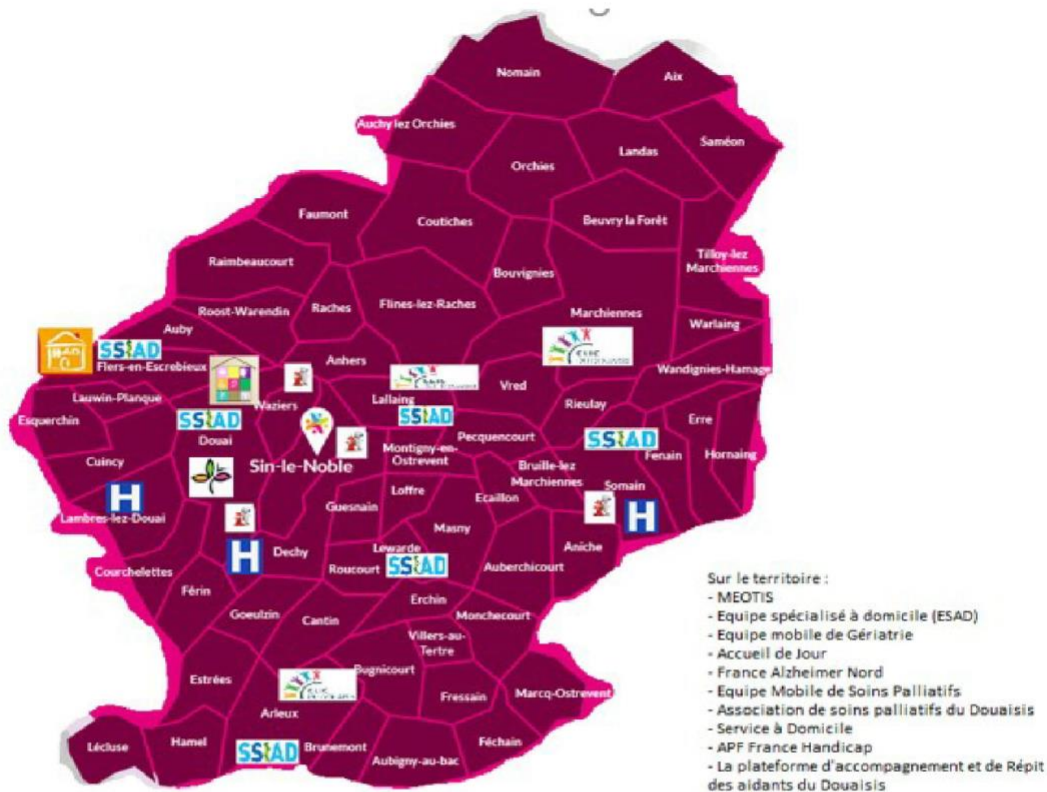 Nomain
Aix
Auchy lez Orchies
Saméon
Landas
Orchies
Faumont
Coutiches
Beuvry la Forêt
Raimbeaucourt
Tilloy-lez
Marchiennes
Bouvignies
Roost-Warendin
Raches
Flines-lez-Raches
Marchiennes
Auby
Warlaing
SSIAD
Flers-en-Escrebieux
Anhers
Wandignies-Hamage
Lauwin-Planque
Waziers
Lallaing
Vred
Rieulay
Esquerchin
SSIAD
SSIAD
Erre
Douai
Pecquencourt
SSIAD
Cuincy
Sin-le-Noble
Montigny-en-
Ostrevent
Fenain
Hornaing
Bruille-lez
Marchiennes
H
Loffre
Ecaillon
Somain
Lambres-lez-Douai
Guesnain
H
Masny
H
Dechy
Lewarde
Aniche
Courchelettes
Roucourt
SSIAD
Auberchicourt
Férin
Erchin
Goeulzin
Cantin
Monchecourt
Villers-au-
Tertre
Bugnicourt
Estrées
Fressain
Marcq-Ostrevent
Arleux
Lécluse
Hamel
SSIAD
Brunemont
Féchain
Aubigny-au-bac
Sur le territoire :
- MEOTIS
- Equipe spécialisé à domicile (ESAD)
- Equipe mobile de Gériatrie
- Accueil de Jour
- France Alzheimer Nord
- Equipe Mobile de Soins Palliatifs
- Association de soins palliatifs du Douaisis
- Service à Domicile
- APF France Handicap
- La plateforme d'accompagnement et de Répit
des aidants du Douaisis